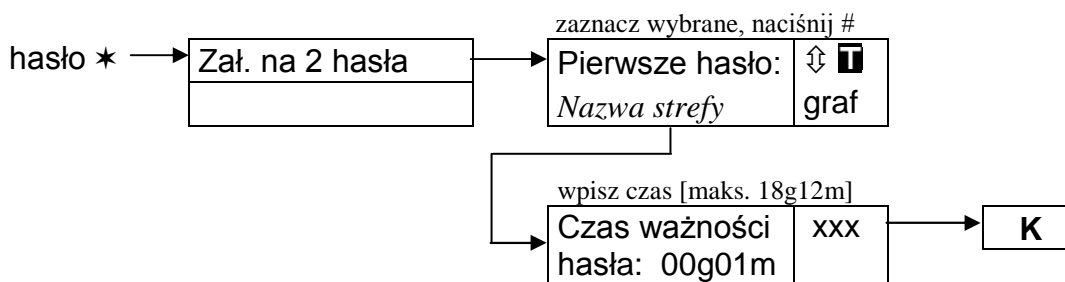 zaznacz wybrane, naciśnij #
hasło ✶
Zał. na 2 hasła
Pierwsze hasło:
⇕ T
Nazwa strefy
graf
wpisz czas [maks. 18g12m]
Czas ważności
xxx
K
hasła: 00g01m